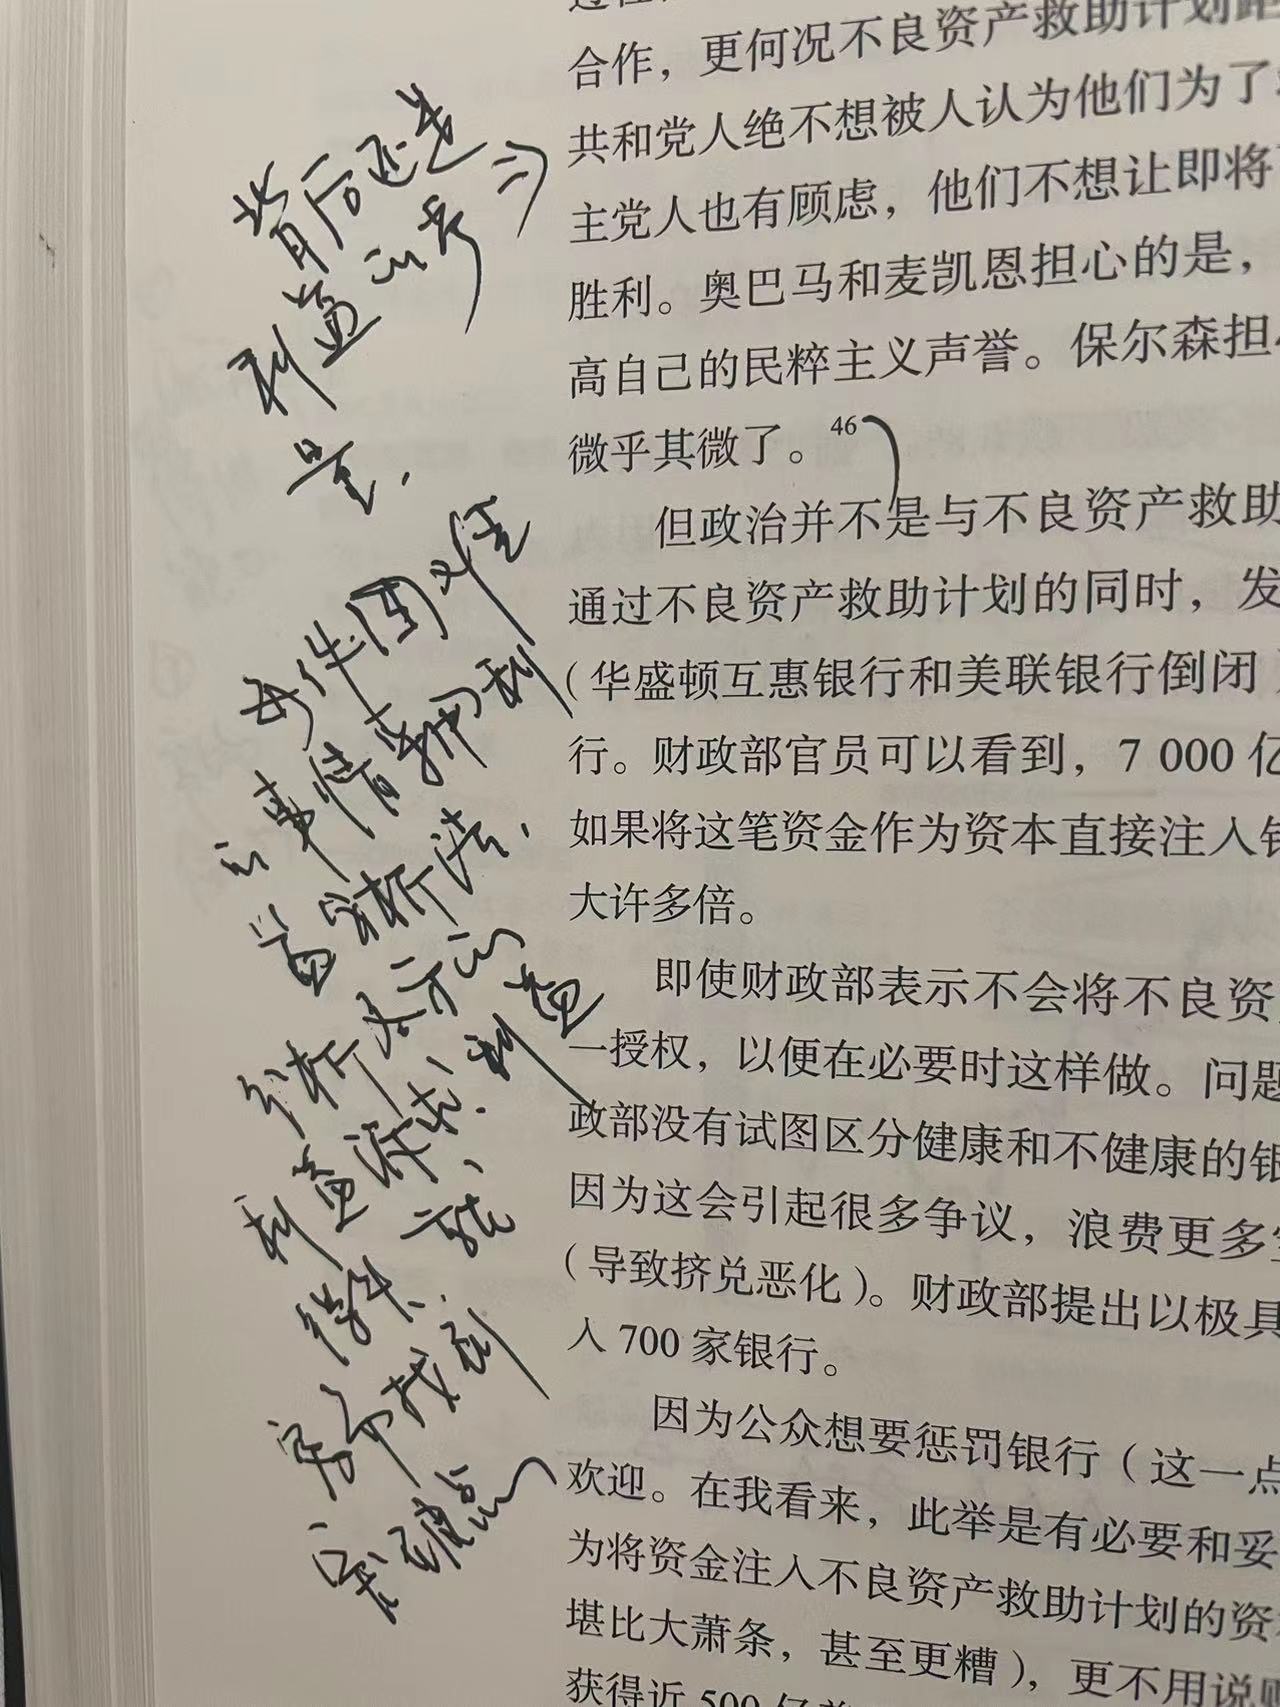 背后还是
利益的考
量.
合作，更何况不良资产救助计划距
共和党人绝不想被人认为他们为了
主党人也有顾虑，他们不想让即将
胜利。奥巴马和麦凯恩担心的是，
高自己的民粹主义声誉。保尔森担心
微乎其微了。46
但政治并不是与不良资产救助
通过不良资产救助计划的同时，发
（华盛顿互惠银行和美联银行倒闭
行。财政部官员可以看到，7 000 亿
如果将这笔资金作为资本直接注入银
大许多倍。
即使财政部表示不会将不良资
一授权，以便在必要时这样做。问题
政部没有试图区分健康和不健康的银
因为这会引起很多争议，浪费更多
（导致挤兑恶化）。财政部提出以极具
入 700 家银行。
因为公众想要惩罚银行（这一点
欢迎。在我看来，此举是有必要和妥
为将资金注入不良资产救助计划的资
堪比大萧条，甚至更糟），更不用说
获得近 500 亿
每件困难
的事情都用利
益分析法.
分析各方的
利益诉求、利益
得失、就
容易找到
突破点